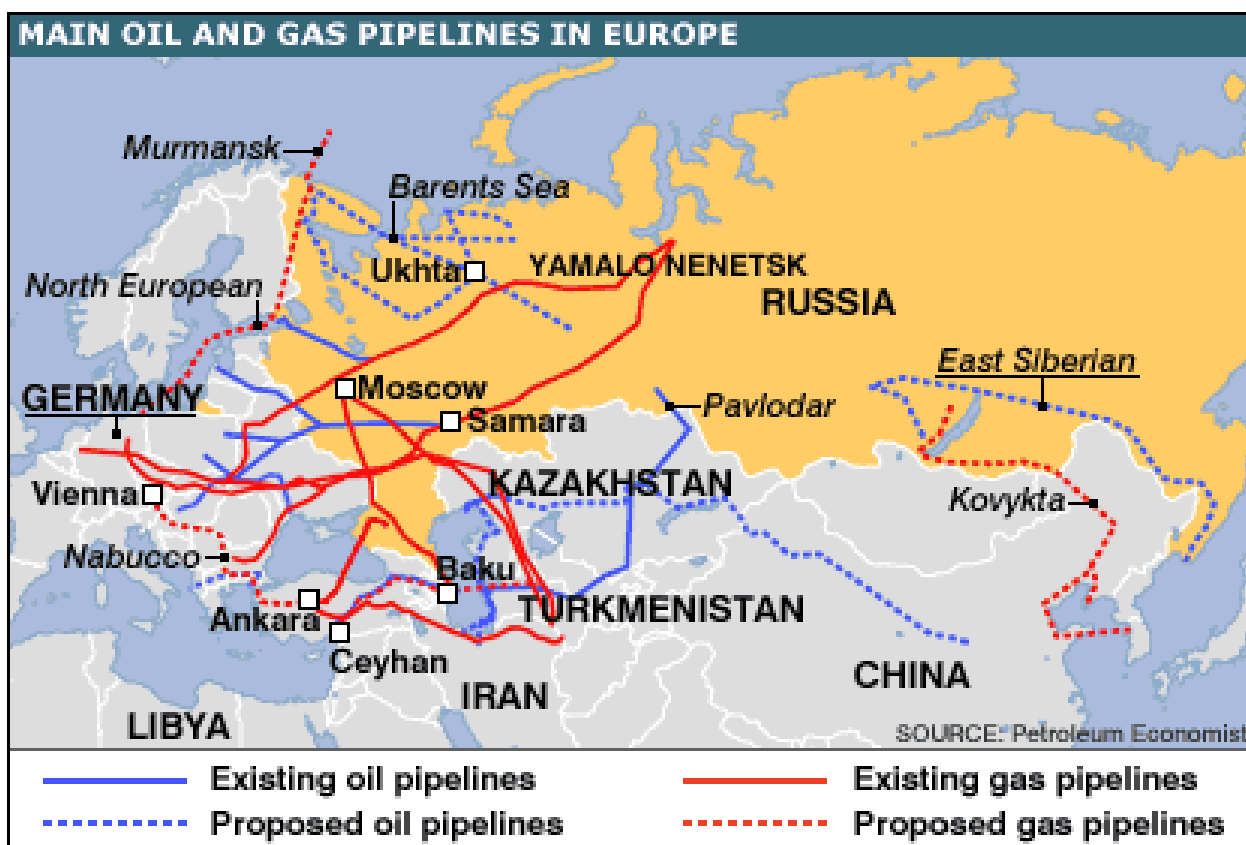 MAIN OIL AND GAS PIPELINES IN EUROPE
Murmansk
Barents Sea
Ukhta
YAMALO NENETSK
North European
RUSSIA
East Siberian
GERMANY
Moscow
Pavlodar
Samara
Vienna
KAZAKHSTAN
Kovykta
Nabucco
Baku
Ankara
TURKMENISTAN
Ceyhan
CHINA
IRAN
LIBYA
SOURCE: Petroleum Economist
Existing oil pipelines
Existing gas pipelines
Proposed oil pipelines
Proposed gas pipelines